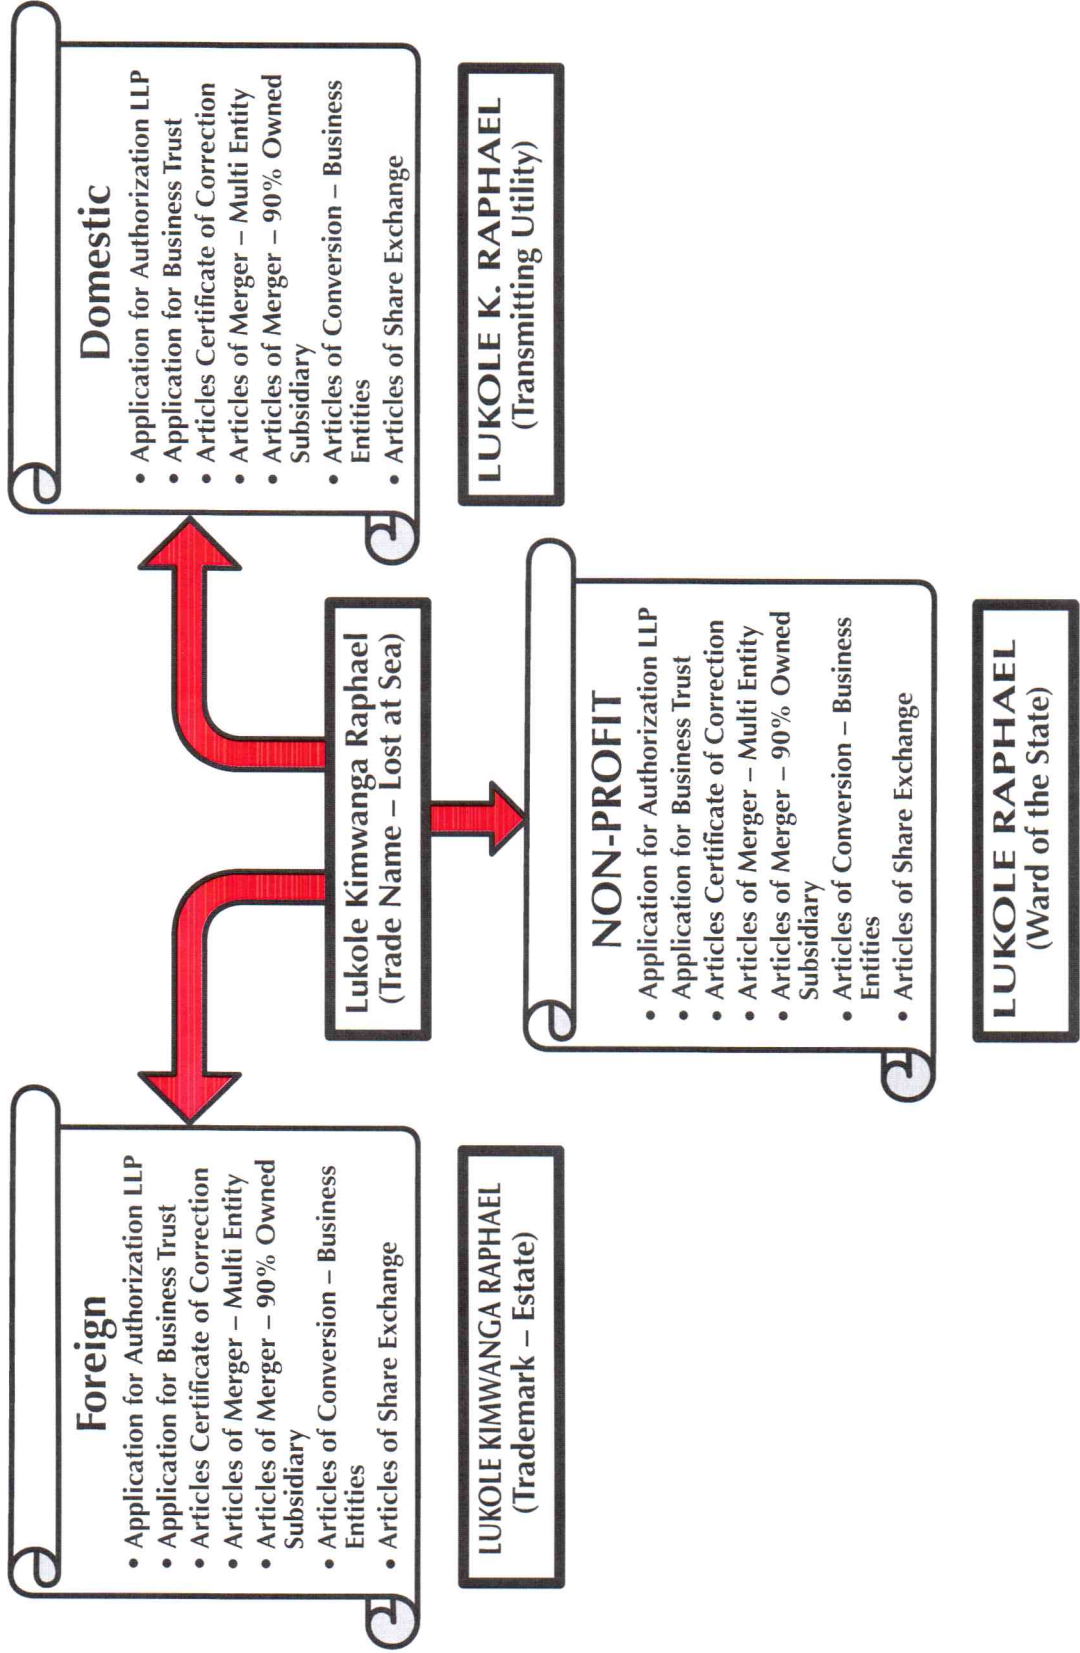 Foreign
• Application for Authorization LLP
• Application for Business Trust
• Articles Certificate of Correction
• Articles of Merger – Multi Entity
• Articles of Merger – 90% Owned
Subsidiary
• Articles of Conversion – Business
Entities
• Articles of Share Exchange
LUKOLE KIMWANGA RAPHAEL
(Trademark – Estate)
Lukole Kimwanga Raphael
(Trade Name – Lost at Sea)
Domestic
• Application for Authorization LLP
• Application for Business Trust
• Articles Certificate of Correction
• Articles of Merger – Multi Entity
• Articles of Merger – 90% Owned
Subsidiary
• Articles of Conversion – Business
Entities
• Articles of Share Exchange
LUKOLE K. RAPHAEL
(Transmitting Utility)
NON-PROFIT
• Application for Authorization LLP
• Application for Business Trust
• Articles Certificate of Correction
• Articles of Merger – Multi Entity
• Articles of Merger – 90% Owned
Subsidiary
• Articles of Conversion – Business
Entities
• Articles of Share Exchange
LUKOLE RAPHAEL
(Ward of the State)